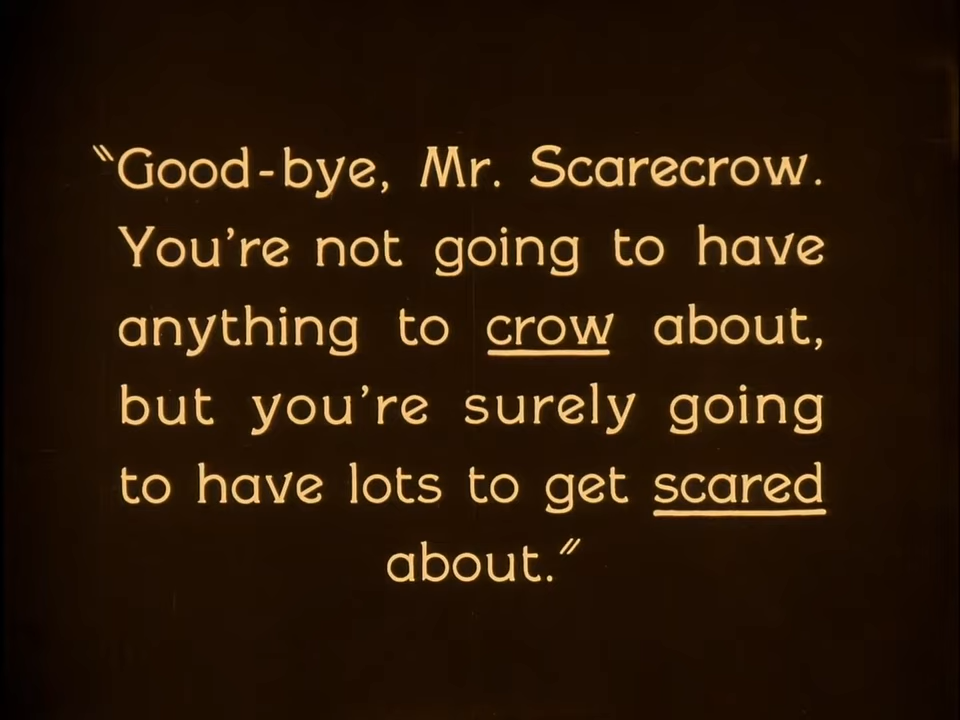 "Good-bye, Mr. Scarecrow.
You're not going to have
anything to crow about,
but you're surely going
to have lots to get scared
about."